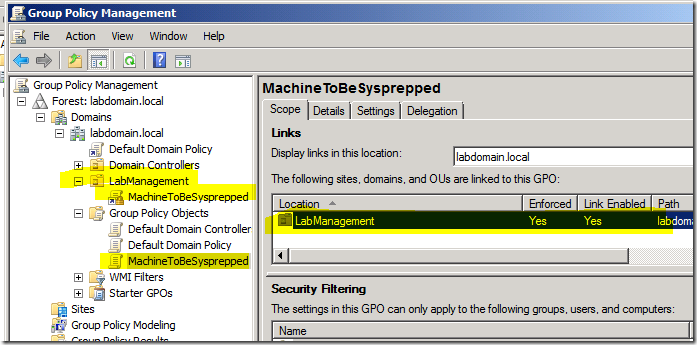 Group Policy Management
File Action View Window Help
Group Policy Management
Forest: labdomain.local
Domains
labdomain.local
Default Domain Policy
Domain Controllers
LabManagement
MachineToBeSysprepped
Group Policy Objects
Default Domain Controller
Default Domain Policy
MachineToBeSysprepped
WMI Filters
Starter GPOs
Sites
Group Policy Modeling
Group Policy Results
MachineToBeSysprepped
Scope Details Settings Delegation
Links
Display links in this location: labdomain.local
The following sites, domains, and OUs are linked to this GPO:
Location Enforced Link Enabled Path
LabManagement Yes Yes labdoma
Security Filtering
The settings in this GPO can only apply to the following groups, users, and computers:
Name